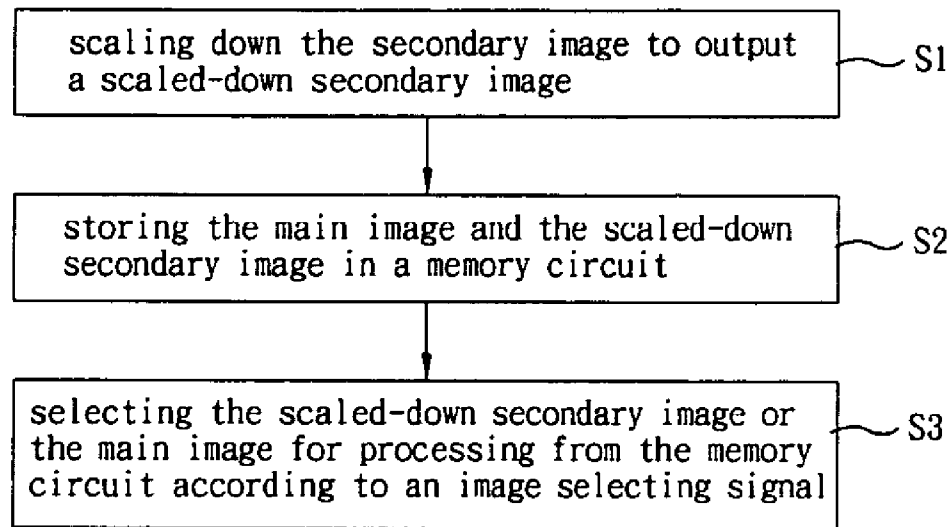 scaling down the secondary image to output
a scaled-down secondary image
S1
storing the main image and the scaled-down
secondary image in a memory circuit
S2
selecting the scaled-down secondary image or
the main image for processing from the memory
circuit according to an image selecting signal
S3